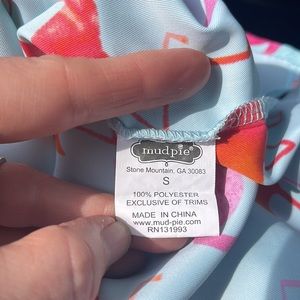 mudpie
Stone Mountain, GA 30083
S
100% POLYESTER
EXCLUSIVE OF TRIMS
MADE IN CHINA
www.mud-pie.com
RN131993